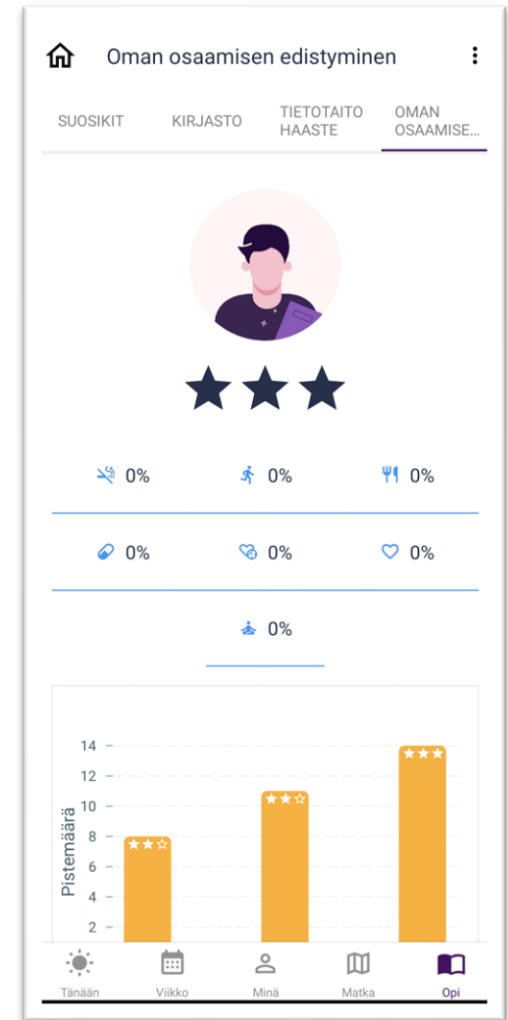 Oman osaamisen edistyminen
SUOSIKIT
KIRJASTO
TIETOTAITO
HAASTE
OMAN
OSAAMISE...
0%
0%
0%
0%
0%
0%
0%
Pistemäärä
14
12
10
8
6
4
2
Tänään
Viikko
Minä
Matka
Opi